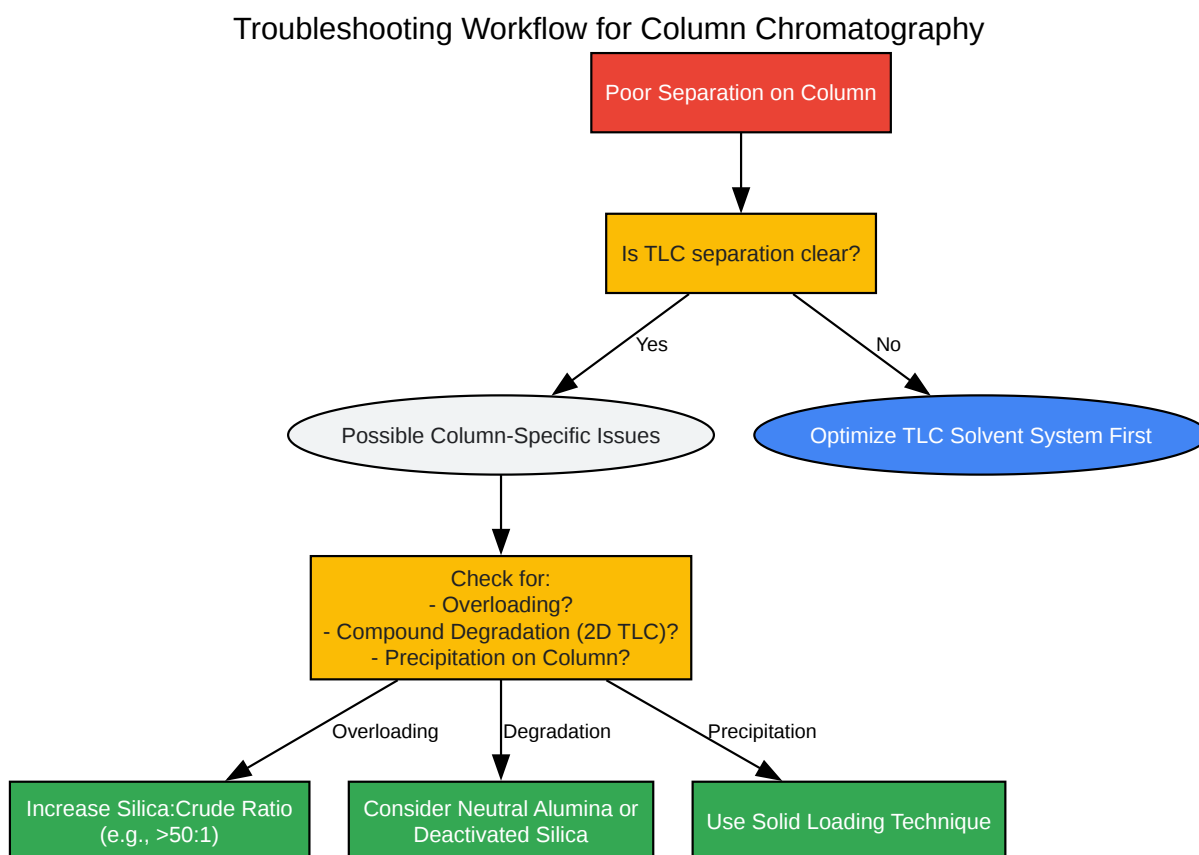 Troubleshooting Workflow for Column Chromatography
Poor Separation on Column
Is TLC separation clear?
Yes
No
Possible Column-Specific Issues
Optimize TLC Solvent System First
Check for:
- Overloading?
- Compound Degradation (2D TLC)?
- Precipitation on Column?
Overloading
Degradation
Precipitation
Increase Silica:Crude Ratio
(e.g., >50:1)
Consider Neutral Alumina or
Deactivated Silica
Use Solid Loading Technique